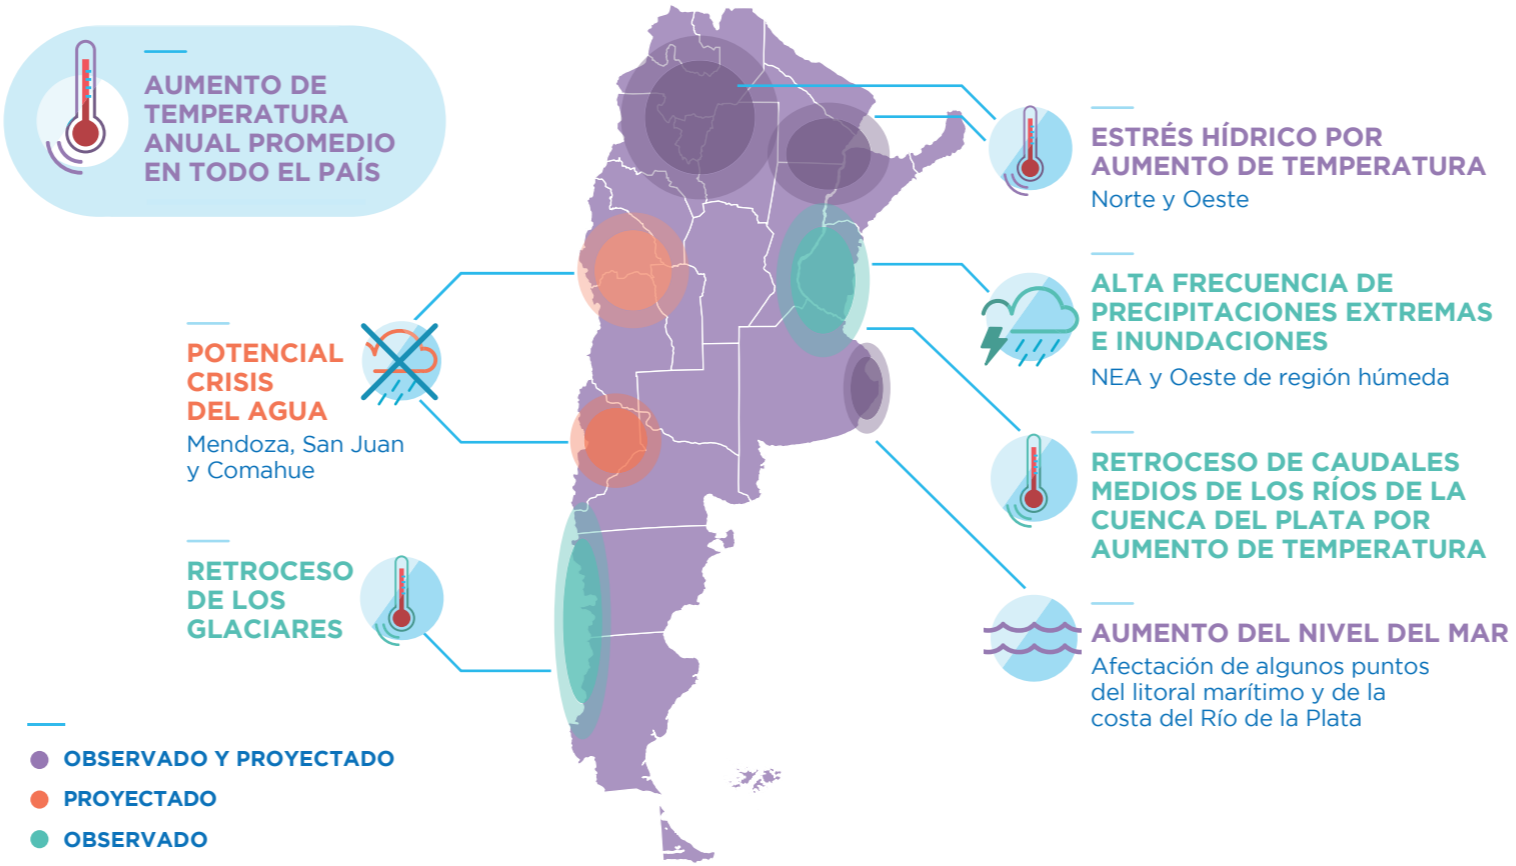 AUMENTO DE
TEMPERATURA
ANUAL PROMEDIO
EN TODO EL PAÍS
ESTRÉS HÍDRICO POR
AUMENTO DE TEMPERATURA
Norte y Oeste
ALTA FRECUENCIA DE
PRECIPITACIONES EXTREMAS
E INUNDACIONES
NEA y Oeste de región húmeda
POTENCIAL
CRISIS
DEL AGUA
Mendoza, San Juan
y Comahue
RETROCESO DE CAUDALES
MEDIOS DE LOS RÍOS DE LA
CUENCA DEL PLATA POR
AUMENTO DE TEMPERATURA
RETROCESO
DE LOS
GLACIARES
AUMENTO DEL NIVEL DEL MAR
Afectación de algunos puntos
del litoral marítimo y de la
costa del Río de la Plata
OBSERVADO Y PROYECTADO
PROYECTADO
OBSERVADO